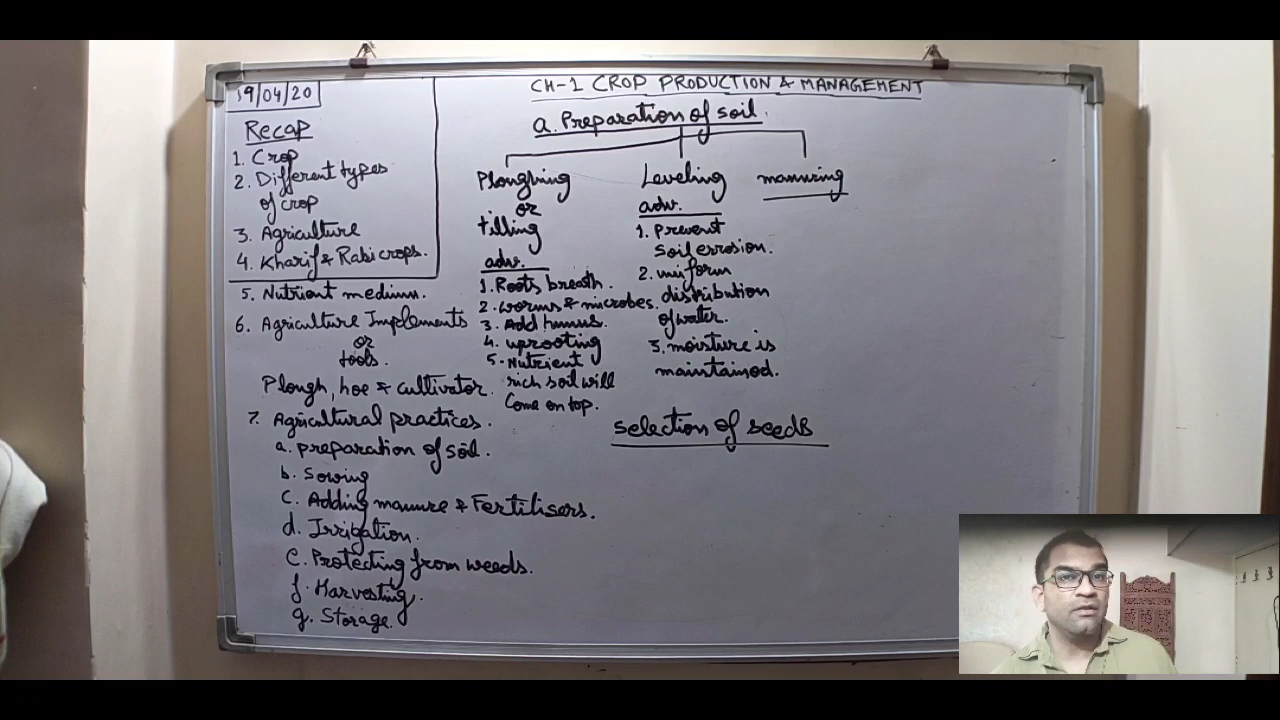 19/04/20
CH-1 CROP PRODUCTION & MANAGEMENT
Recap
1. Crop
2. Different types
of crop
3. Agriculture
4. Kharif & Rabi crops.
5. Nutrient medium.
6. Agriculture Implements
or
tools.
Plough, hoe & cultivator.
7. Agricultural practices.
a. preparation of soil.
b. Sowing
C. Adding manure & Fertilisers.
d. Irrigation.
e. Protecting from weeds.
f. Harvesting.
g. Storage.
a. Preparation of soil.
Ploughing
or
tilling
adv.
1. Roots breath.
2. worms & microbes.
3. Add humus.
4. uprooting
5. Nutrient
rich soil will
Come on top.
Leveling
adv.
1. Prevent
soil errosion.
2. uniform
distribution
of water.
3. moisture is
maintained.
manuring
selection of seeds